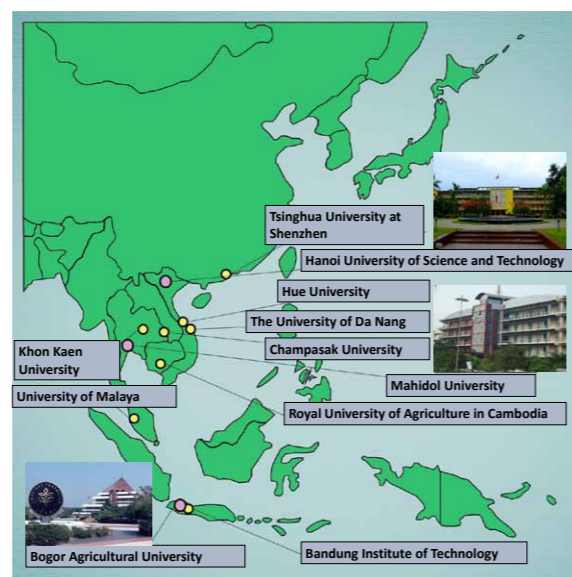 Tsinghua University at
Shenzhen
Hanoi University of Science and Technology
Hue University
The University of Da Nang
Champasak University
Khon Kaen
University
Mahidol University
University of Malaya
Royal University of Agriculture in Cambodia
Bogor Agricultural University
Bandung Institute of Technology